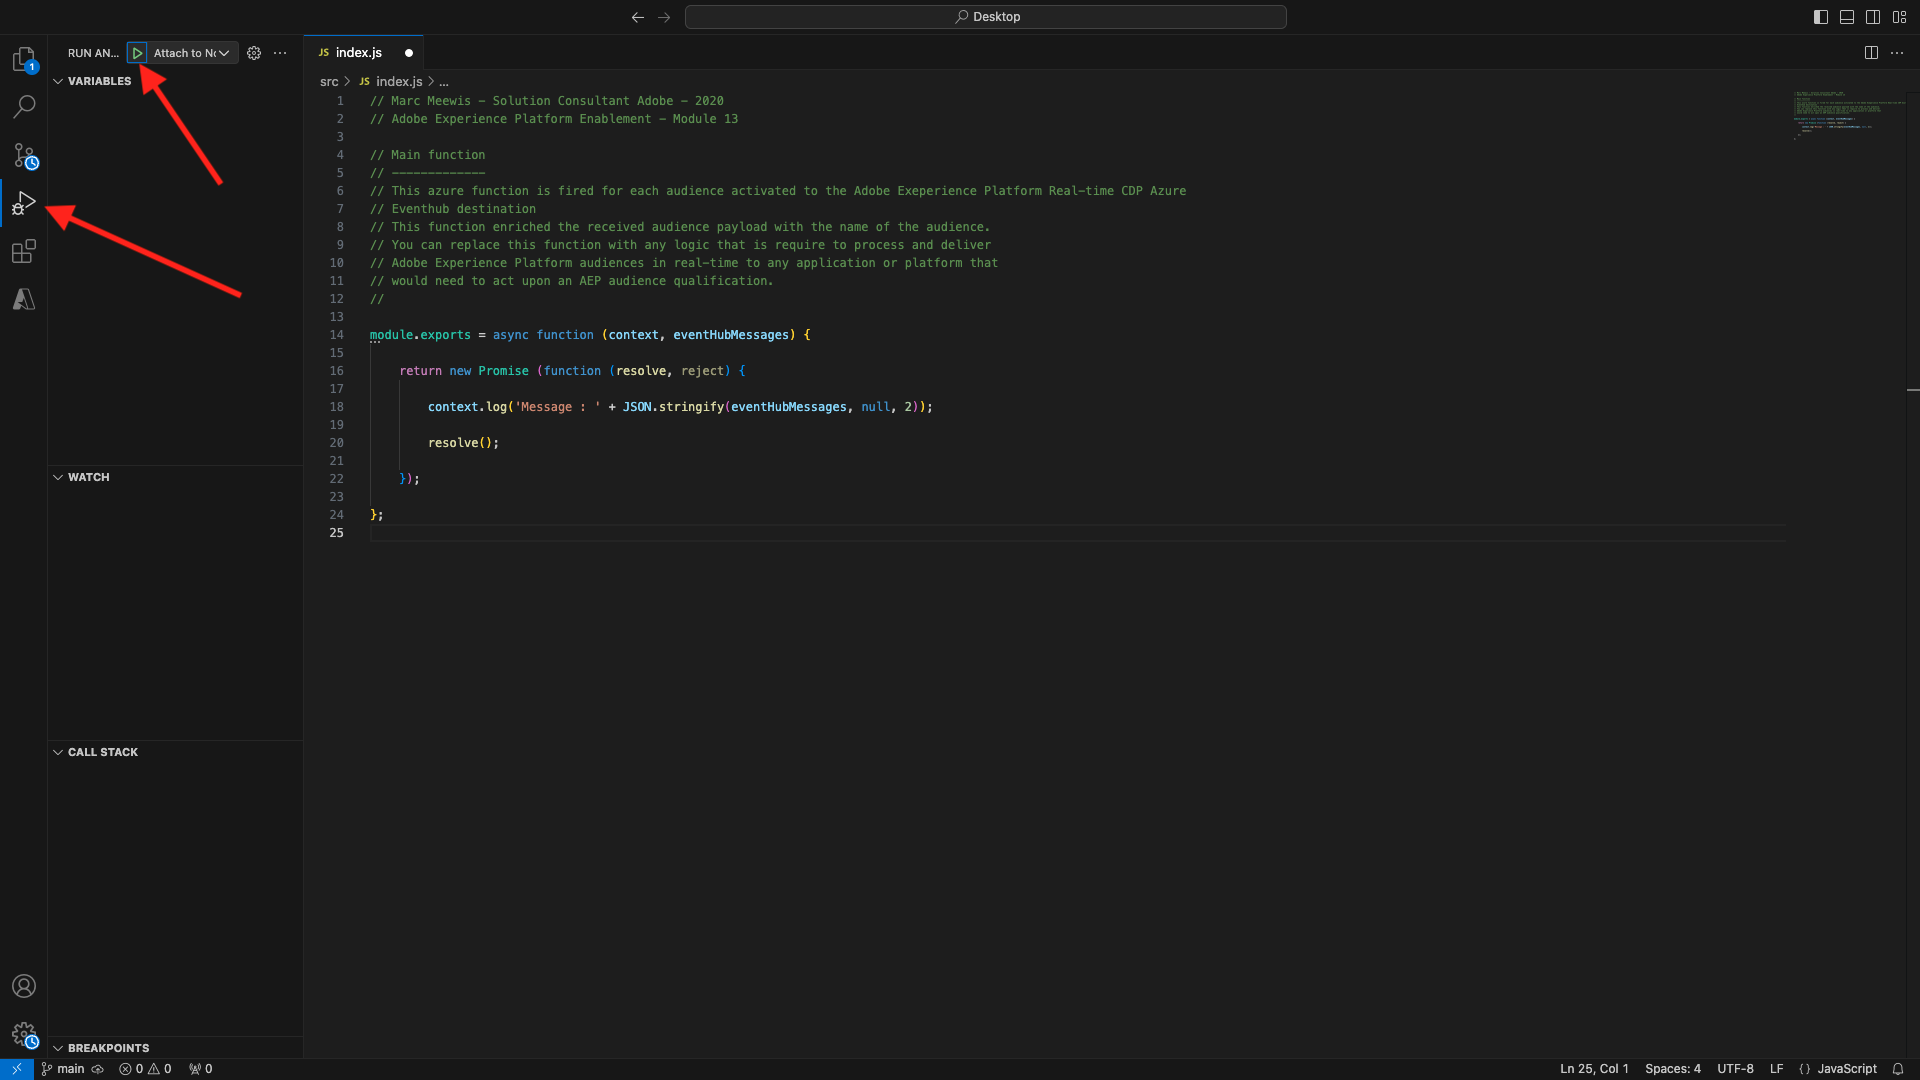 Desktop
RUN AN... Attach to No
JS index.js
1
VARIABLES
src > JS index.js > ...
1 // Marc Meewis - Solution Consultant Adobe - 2020
2 // Adobe Experience Platform Enablement - Module 13
3
4 // Main function
5 // -------------
6 // This azure function is fired for each audience activated to the Adobe Exeperience Platform Real-time CDP Azure
7 // Eventhub destination
8 // This function enriched the received audience payload with the name of the audience.
9 // You can replace this function with any logic that is require to process and deliver
10 // Adobe Experience Platform audiences in real-time to any application or platform that
11 // would need to act upon an AEP audience qualification.
12 //
13
14 module.exports = async function (context, eventHubMessages) {
15
16 return new Promise (function (resolve, reject) {
17
18 context.log('Message : ' + JSON.stringify(eventHubMessages, null, 2));
19
20 resolve();
21
22 });
23
24 };
25
WATCH
CALL STACK
BREAKPOINTS
main 0 0 0
Ln 25, Col 1 Spaces: 4 UTF-8 LF {} JavaScript